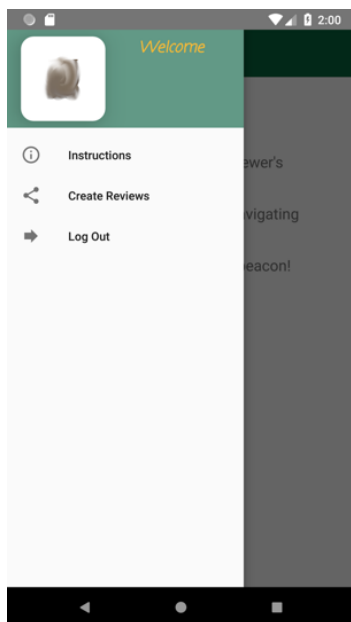 2:00
Welcome
Instructions
ewer's
Create Reviews
vigating
Log Out
beacon!